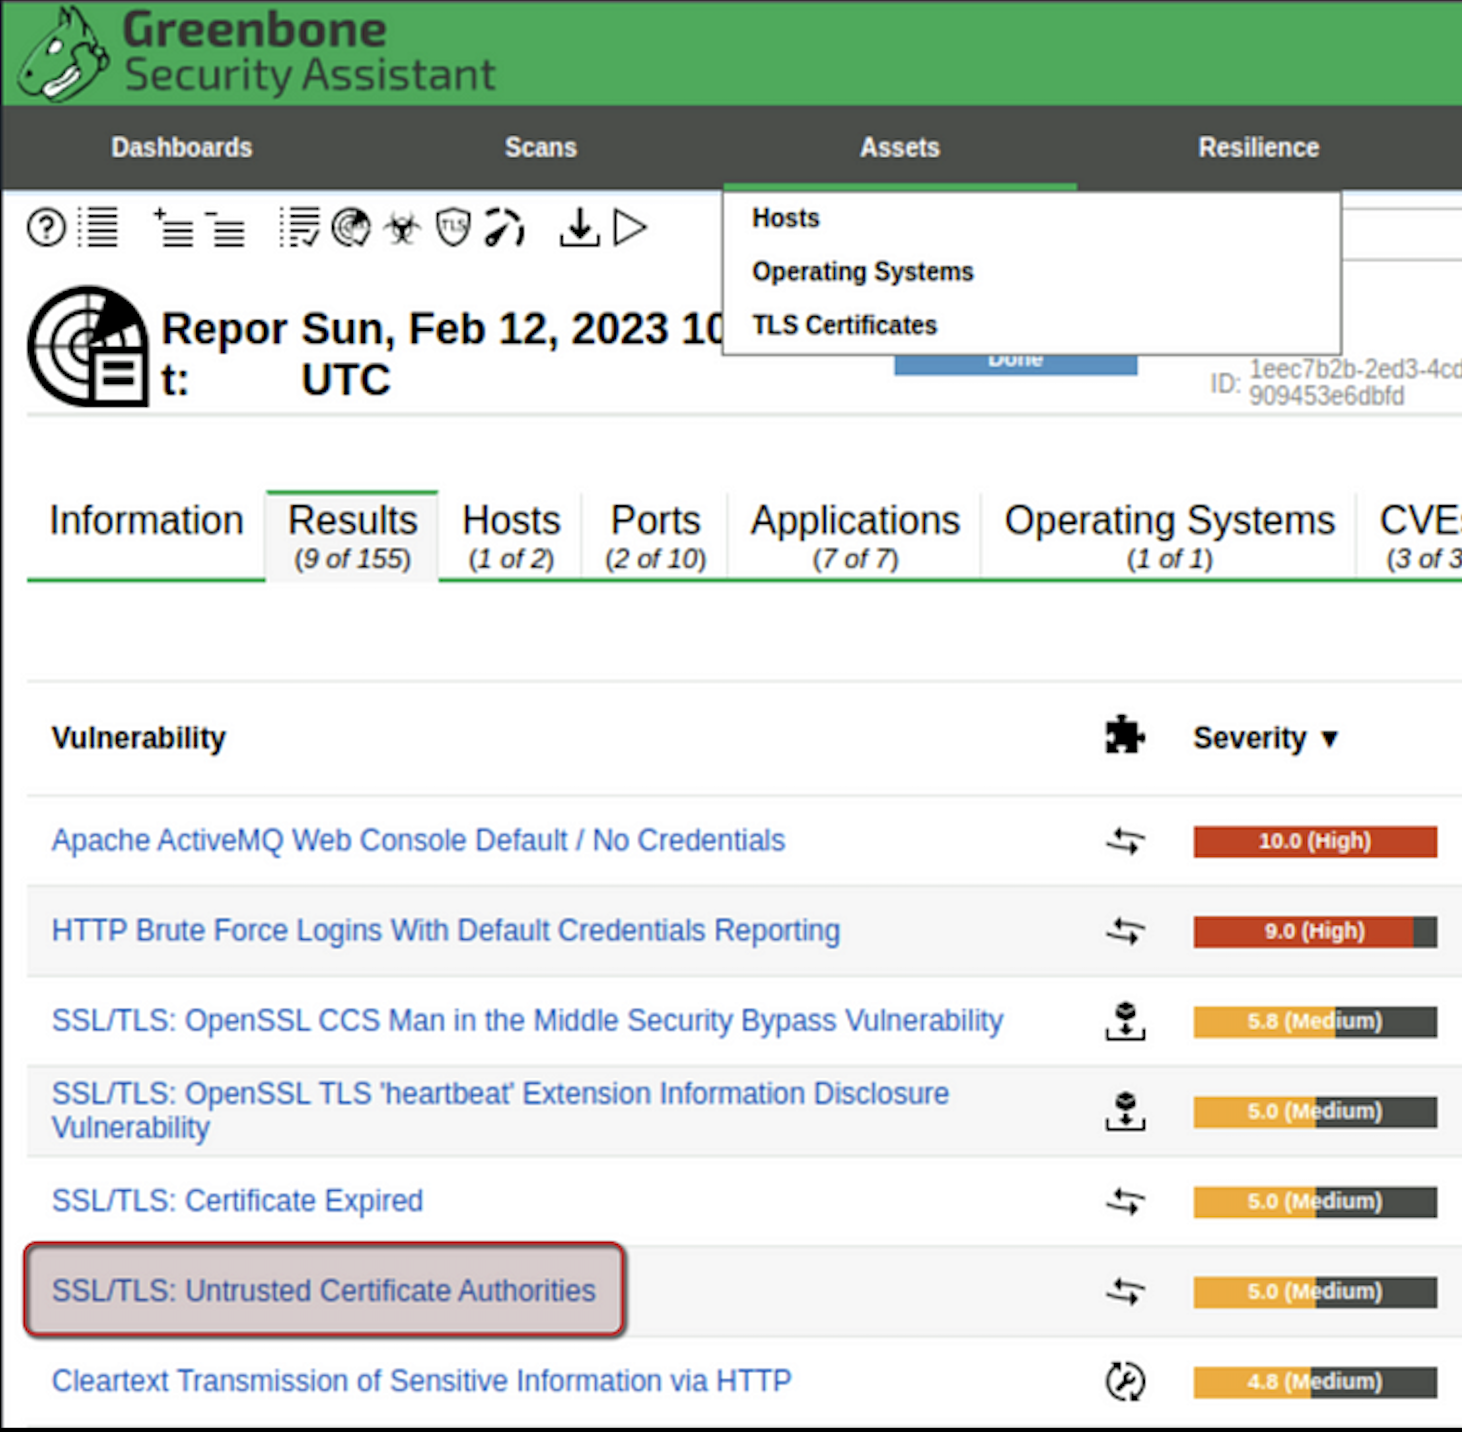 Greenbone
Security Assistant
Dashboards Scans Assets Resilience
Hosts
Operating Systems
TLS Certificates
TLS
Repor Sun, Feb 12, 2023 10
t: UTC
Done
ID: 1eec7b2b-2ed3-4cd
909453e6dbfd
Information Results Hosts Ports Applications Operating Systems CVEs
(9 of 155) (1 of 2) (2 of 10) (7 of 7) (1 of 1) (3 of 3
Vulnerability Severity ▼
Apache ActiveMQ Web Console Default / No Credentials 10.0 (High)
HTTP Brute Force Logins With Default Credentials Reporting 9.0 (High)
SSL/TLS: OpenSSL CCS Man in the Middle Security Bypass Vulnerability 5.8 (Medium)
SSL/TLS: OpenSSL TLS 'heartbeat' Extension Information Disclosure
Vulnerability 5.0 (Medium)
SSL/TLS: Certificate Expired 5.0 (Medium)
SSL/TLS: Untrusted Certificate Authorities 5.0 (Medium)
Cleartext Transmission of Sensitive Information via HTTP 4.8 (Medium)